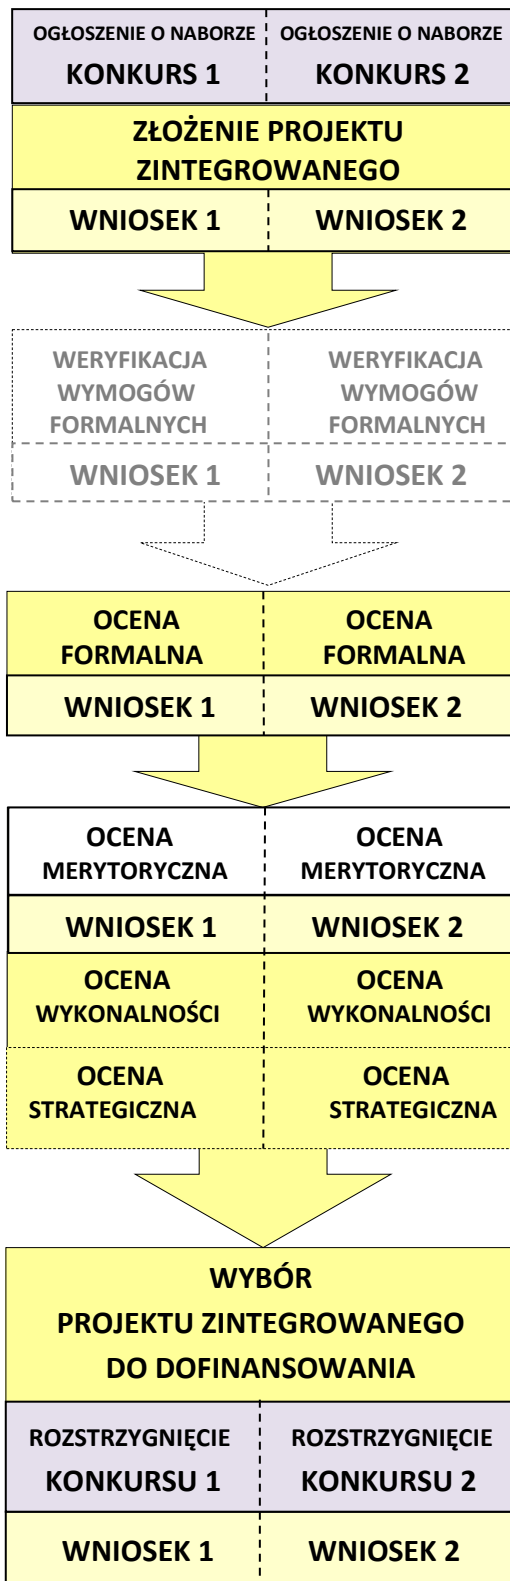 OGŁOSZENIE O NABORZE OGŁOSZENIE O NABORZE
KONKURS 1 KONKURS 2
ZŁOŻENIE PROJEKTU
ZINTEGROWANEGO
WNIOSEK 1 WNIOSEK 2
WERYFIKACJA WERYFIKACJA
WYMOGÓW WYMOGÓW
FORMALNYCH FORMALNYCH
WNIOSEK 1 WNIOSEK 2
OCENA OCENA
FORMALNA FORMALNA
WNIOSEK 1 WNIOSEK 2
OCENA OCENA
MERYTORYCZNA MERYTORYCZNA
WNIOSEK 1 WNIOSEK 2
OCENA OCENA
WYKONALNOŚCI WYKONALNOŚCI
OCENA OCENA
STRATEGICZNA STRATEGICZNA
WYBÓR
PROJEKTU ZINTEGROWANEGO
DO DOFINANSOWANIA
ROZSTRZYGNIĘCIE ROZSTRZYGNIĘCIE
KONKURSU 1 KONKURSU 2
WNIOSEK 1 WNIOSEK 2